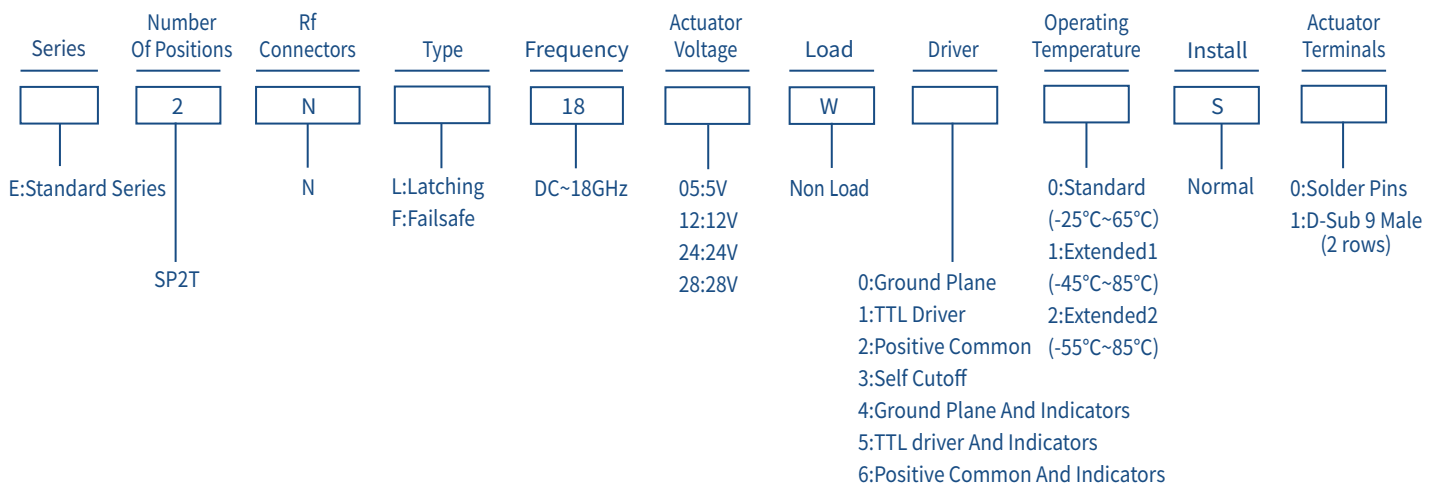 Series
Number
Of Positions
Rf
Connectors
Type
Frequency
Actuator
Voltage
Load
Driver
Operating
Temperature
Install
Actuator
Terminals
2
N
18
W
S
E:Standard Series
SP2T
N
L:Latching
F:Failsafe
DC~18GHz
05:5V
12:12V
24:24V
28:28V
Non Load
0:Ground Plane
1:TTL Driver
2:Positive Common
3:Self Cutoff
4:Ground Plane And Indicators
5:TTL driver And Indicators
6:Positive Common And Indicators
0:Standard
(-25°C~65°C)
1:Extended1
(-45°C~85°C)
2:Extended2
(-55°C~85°C)
Normal
0:Solder Pins
1:D-Sub 9 Male
(2 rows)